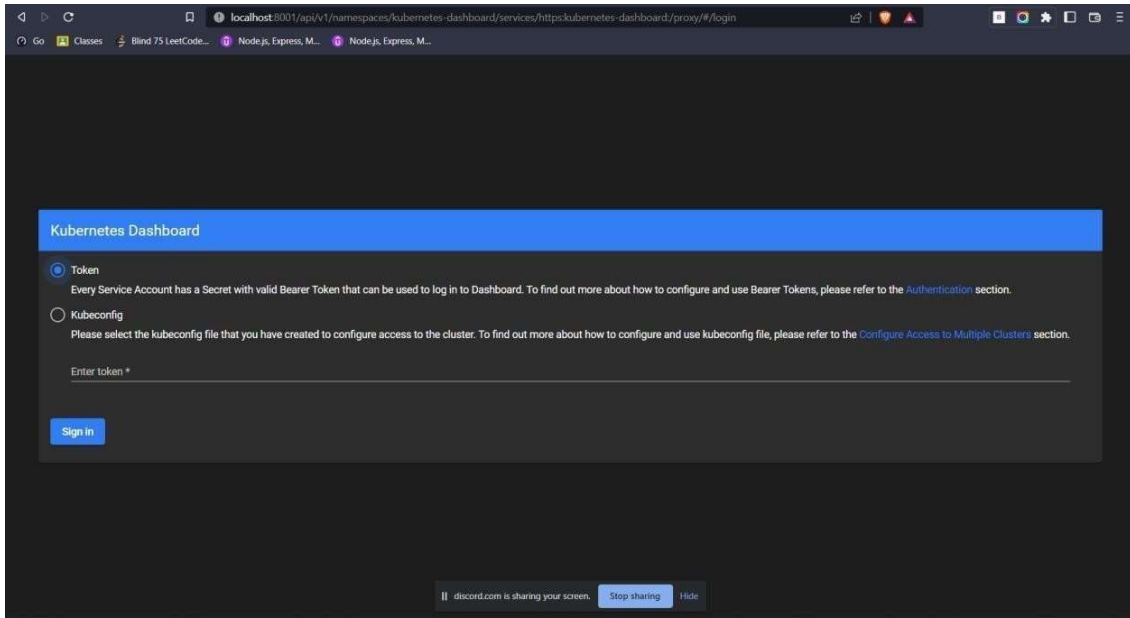 localhost:8001/api/v1/namespaces/kubernetes-dashboard/services/https:kubernetes-dashboard:/proxy/#/login
Go Classes Blind 75 LeetCode... Node.js, Express, M... Node.js, Express, M...
Kubernetes Dashboard
Token
Every Service Account has a Secret with valid Bearer Token that can be used to log in to Dashboard. To find out more about how to configure and use Bearer Tokens, please refer to the Authentication section.
Kubeconfig
Please select the kubeconfig file that you have created to configure access to the cluster. To find out more about how to configure and use kubeconfig file, please refer to the Configure Access to Multiple Clusters section.
Enter token *
Sign in
discord.com is sharing your screen. Stop sharing Hide